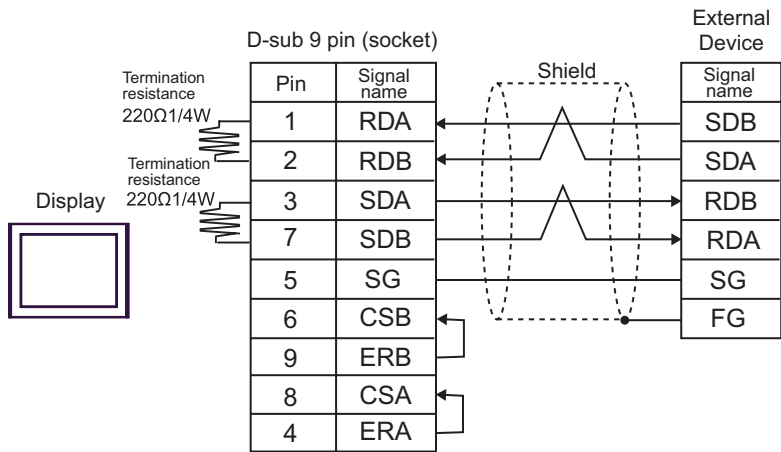 External
Device
D-sub 9 pin (socket)
Termination
resistance
220Ω1/4W
Termination
resistance
220Ω1/4W
Display
Shield
Pin Signal name
1 RDA
2 RDB
3 SDA
7 SDB
5 SG
6 CSB
9 ERB
8 CSA
4 ERA
Signal
name
SDB
SDA
RDB
RDA
SG
FG